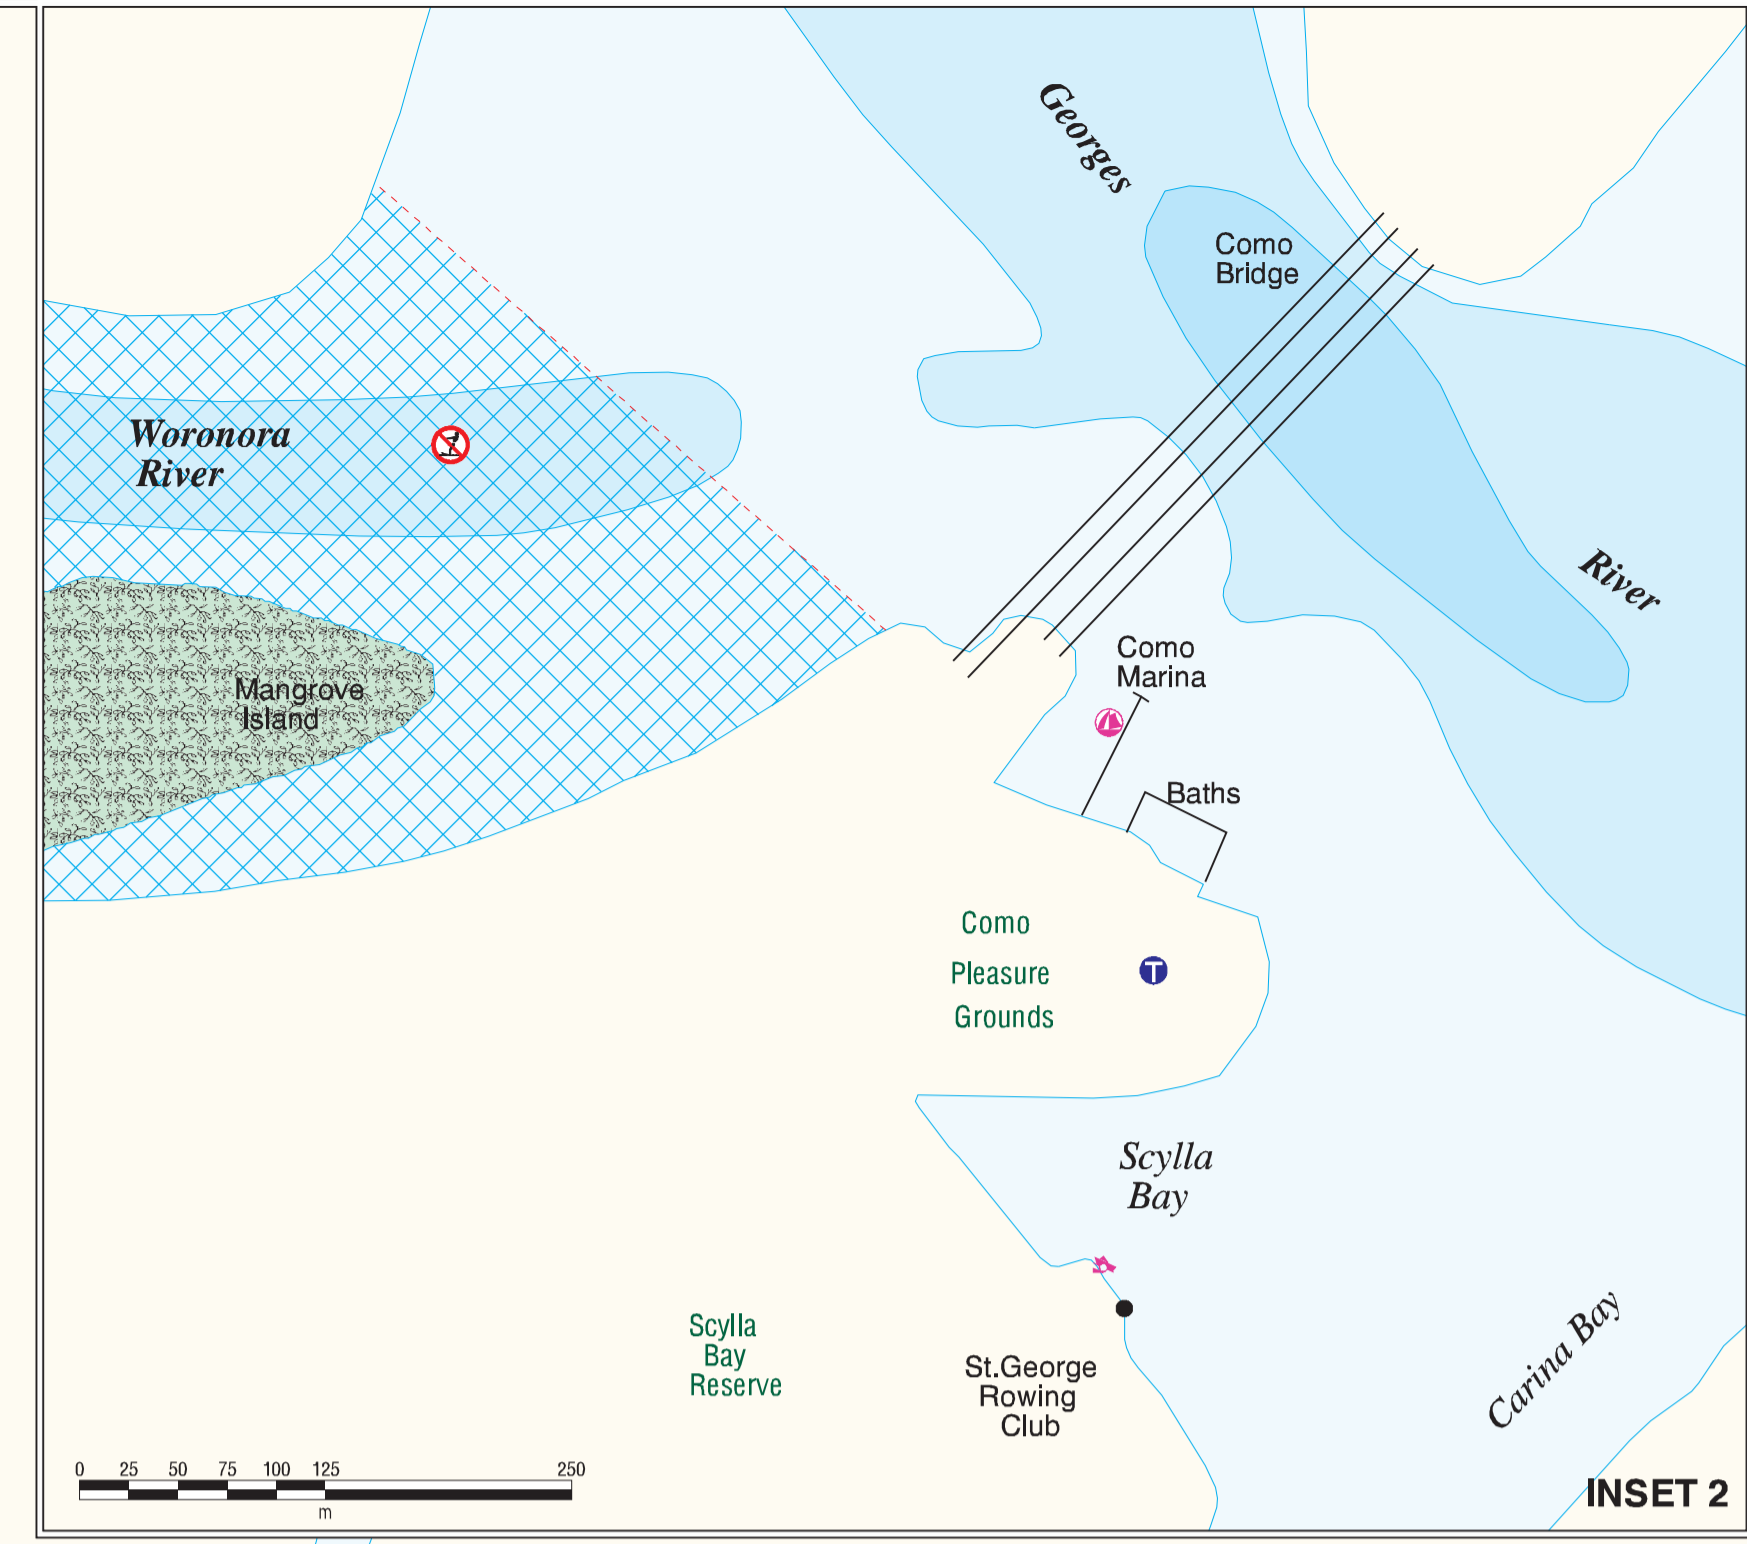 Georges
Como
Bridge
Woronora
River
River
Como
Marina
Mangrove
Island
Baths
Como
Pleasure
Grounds
T
Scylla
Bay
Scylla
Bay
Reserve
St.George
Rowing
Club
Carina Bay
0 25 50 75 100 125 250
m
INSET 2